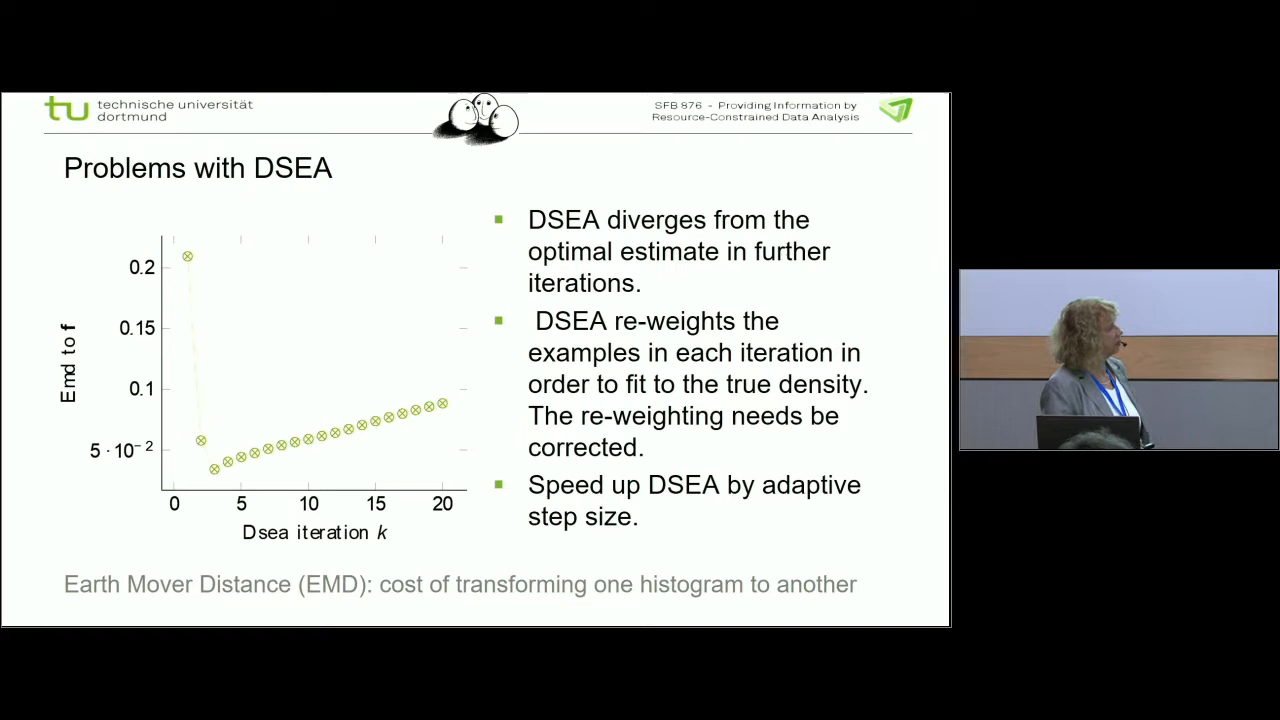 tu technische universität
dortmund
SFB 876 - Providing Information by
Resource-Constrained Data Analysis
Problems with DSEA
0.2
0.15
0.1
5 · 10⁻²
Emd to f
0
5
10
15
20
Dsea iteration k
▪ DSEA diverges from the
optimal estimate in further
iterations.
▪ DSEA re-weights the
examples in each iteration in
order to fit to the true density.
The re-weighting needs be
corrected.
▪ Speed up DSEA by adaptive
step size.
Earth Mover Distance (EMD): cost of transforming one histogram to another